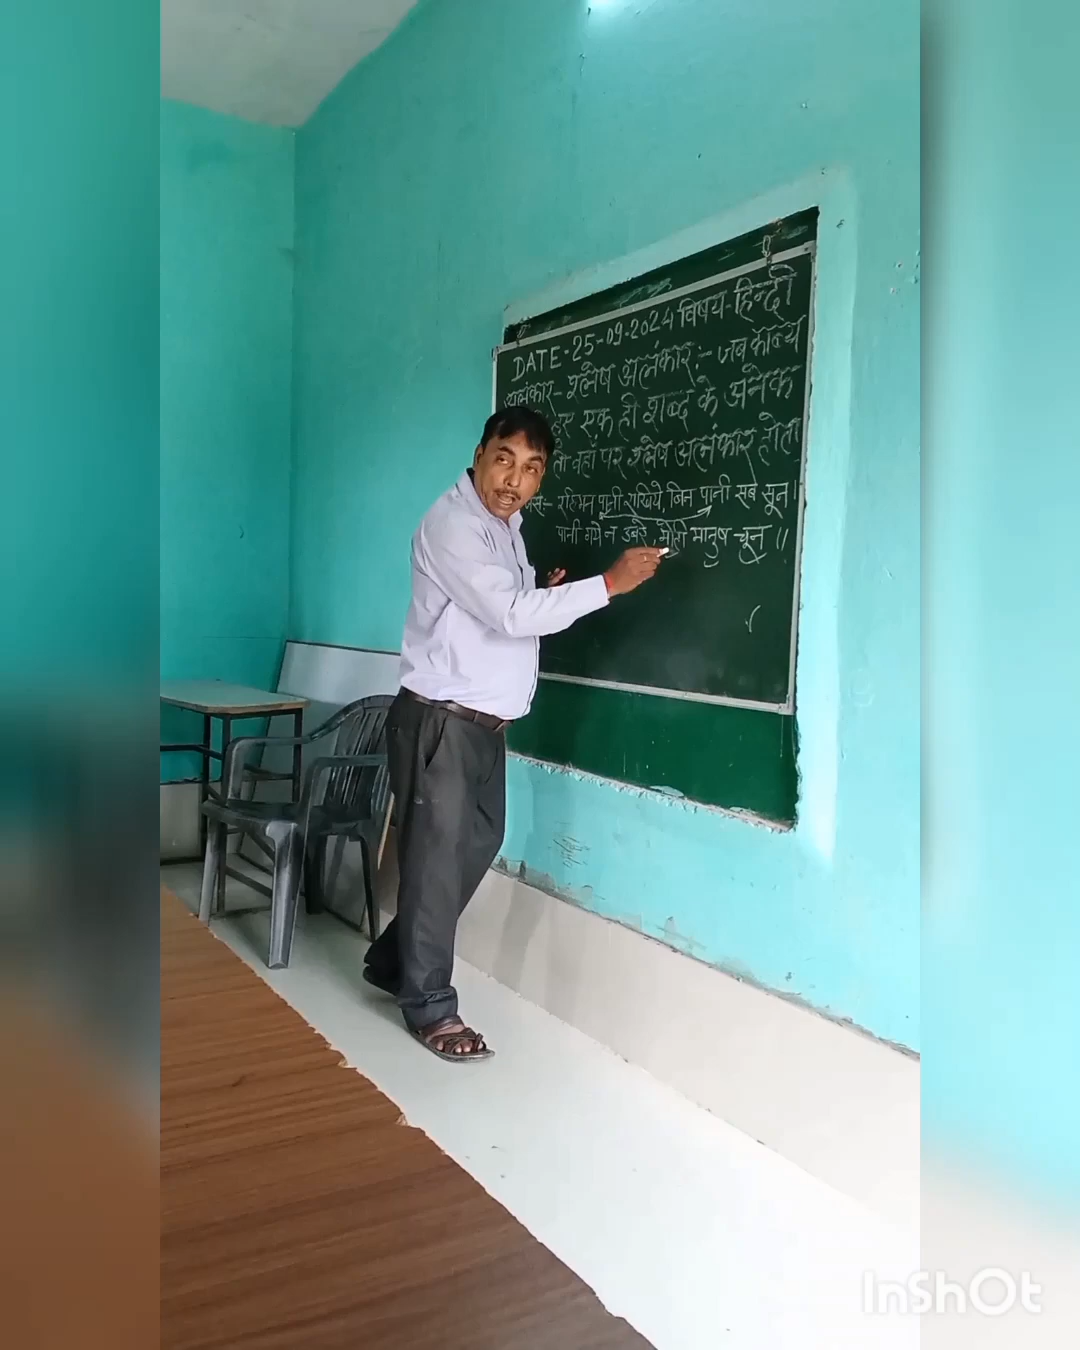 DATE-25-09-2024 विषय-हिन्दी
अलंकार- श्लेष अलंकार:- जब काव्य
हुए एक ही शब्द के अनेक
तो वहाँ पर श्लेष अलंकार होता
रहिमन पानी राखिये, बिन पानी सब सून।
पानी गये न उबरे, मोती मानुष चून॥
InShOt